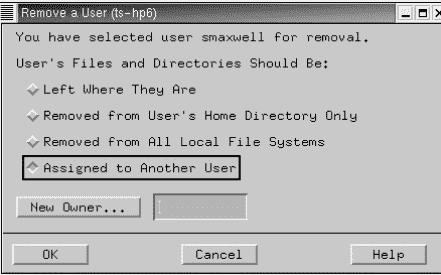 Remove a User (ts-hp6)
You have selected user smaxwell for removal.
User's Files and Directories Should Be:
Left Where They Are
Removed from User's Home Directory Only
Removed from All Local File Systems
Assigned to Another User
New Owner...
OK Cancel Help